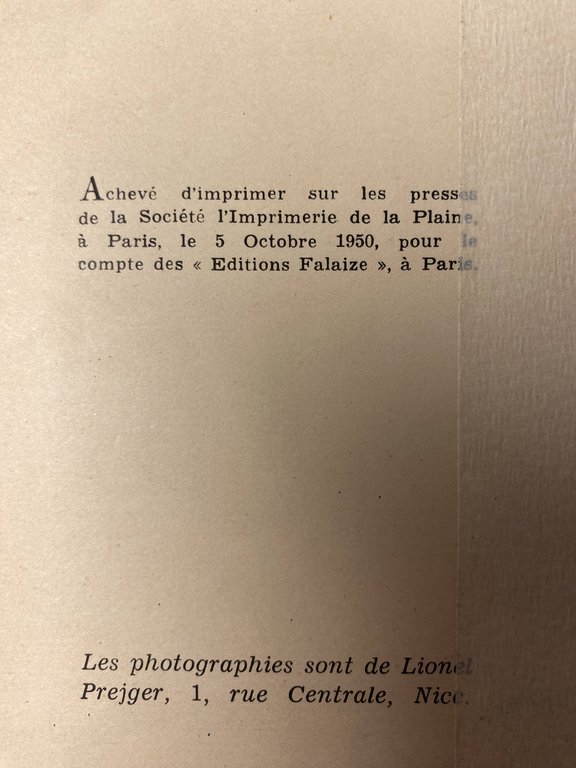 Achevé d'imprimer sur les presses
de la Société l'Imprimerie de la Plaine,
à Paris, le 5 Octobre 1950, pour le
compte des « Editions Falaize », à Paris.
Les photographies sont de Lionel
Prejger, 1, rue Centrale, Nice.